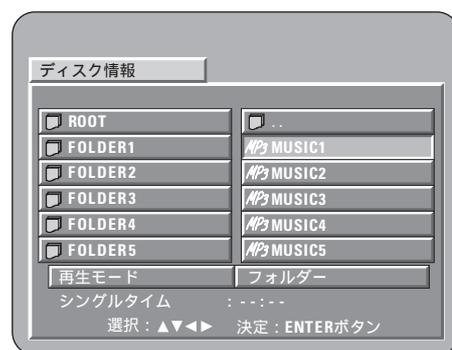 ディスク情報
ROOT
FOLDER1
FOLDER2
FOLDER3
FOLDER4
FOLDER5
..
MP3 MUSIC1
MP3 MUSIC2
MP3 MUSIC3
MP3 MUSIC4
MP3 MUSIC5
再生モード フォルダー
シングルタイム : --:--
選択：▲▼◀▶ 決定：ENTERボタン